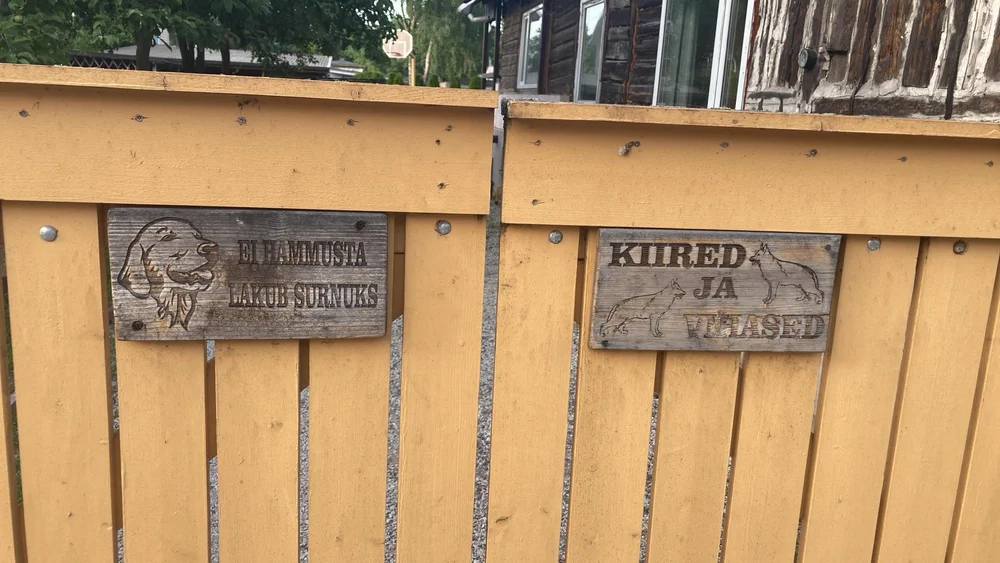 EI HAMMUSTA
LAKUB SURNUKS
KIIRED
JA
VIHASED